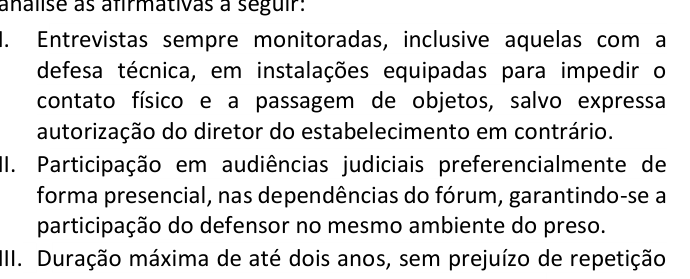 analise as afirmativas a seguir:
I. Entrevistas sempre monitoradas, inclusive aquelas com a
defesa técnica, em instalações equipadas para impedir o
contato físico e a passagem de objetos, salvo expressa
autorização do diretor do estabelecimento em contrário.
II. Participação em audiências judiciais preferencialmente de
forma presencial, nas dependências do fórum, garantindo-se a
participação do defensor no mesmo ambiente do preso.
III. Duração máxima de até dois anos, sem prejuízo de repetição